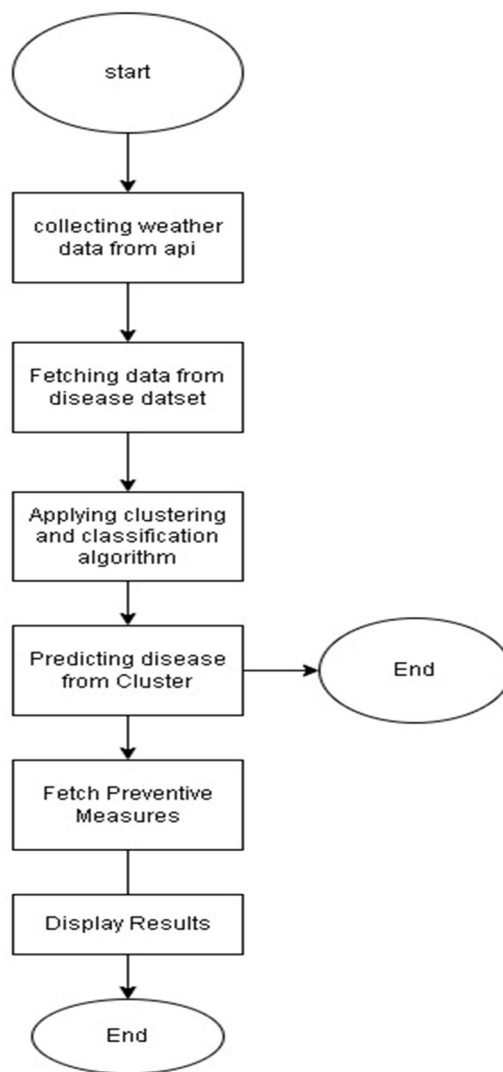 start
collecting weather
data from api
Fetching data from
disease datset
Applying clustering
and classification
algorithm
Predicting disease
from Cluster
End
Fetch Preventive
Measures
Display Results
End